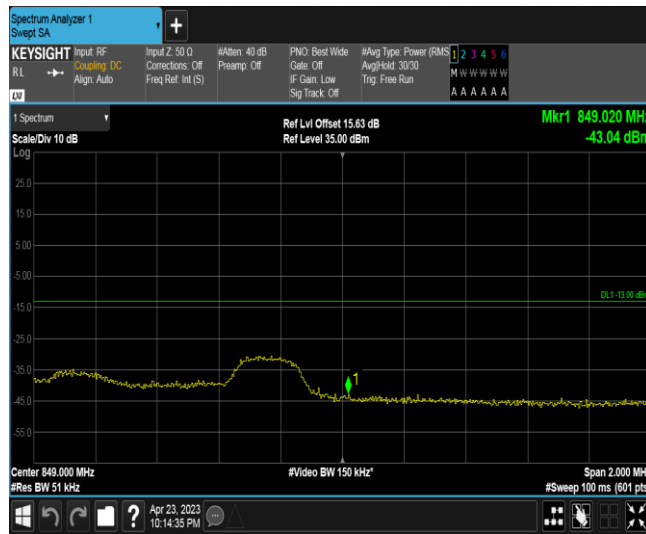 Spectrum Analyzer 1
Swept SA
+
KEYSIGHT
RL
LXI
Input: RF
Coupling: DC
Align: Auto
Input Z: 50 Ω
Corrections: Off
Freq Ref: Int (S)
#Atten: 40 dB
Preamp: Off
PNO: Best Wide
Gate: Off
IF Gain: Low
Sig Track: Off
#Avg Type: Power (RMS
Avg|Hold: 30/30
Trig: Free Run
1 2 3 4 5 6
M W W W W W
A A A A A A
1 Spectrum
Scale/Div 10 dB
Log
Ref Lvl Offset 15.63 dB
Ref Level 35.00 dBm
Mkr1 849.020 MHz
-43.04 dBm
25.0
15.0
5.00
-5.00
DL1 -13.00 dBm
-15.0
-25.0
-35.0
1
-45.0
-55.0
Center 849.000 MHz
#Res BW 51 kHz
#Video BW 150 kHz*
Span 2.000 MHz
#Sweep 100 ms (601 pts
?
Apr 23, 2023
10:14:35 PM